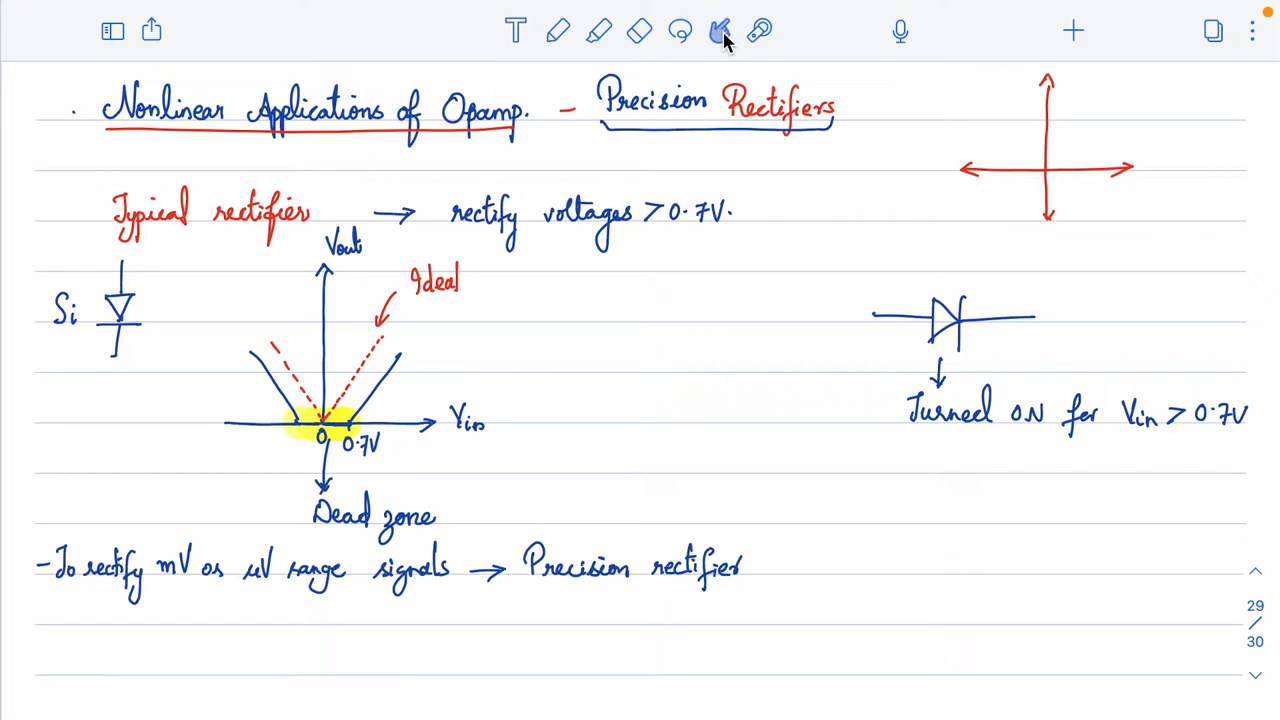 Nonlinear Applications of Opamp. - Precision Rectifiers
Typical rectifier → rectify voltages > 0.7V.
Vout
Ideal
Si
Vin
0
0.7V
Turned ON for Vin > 0.7V
Dead zone
- To rectify mV or uV range signals → Precision rectifier
29
/
30